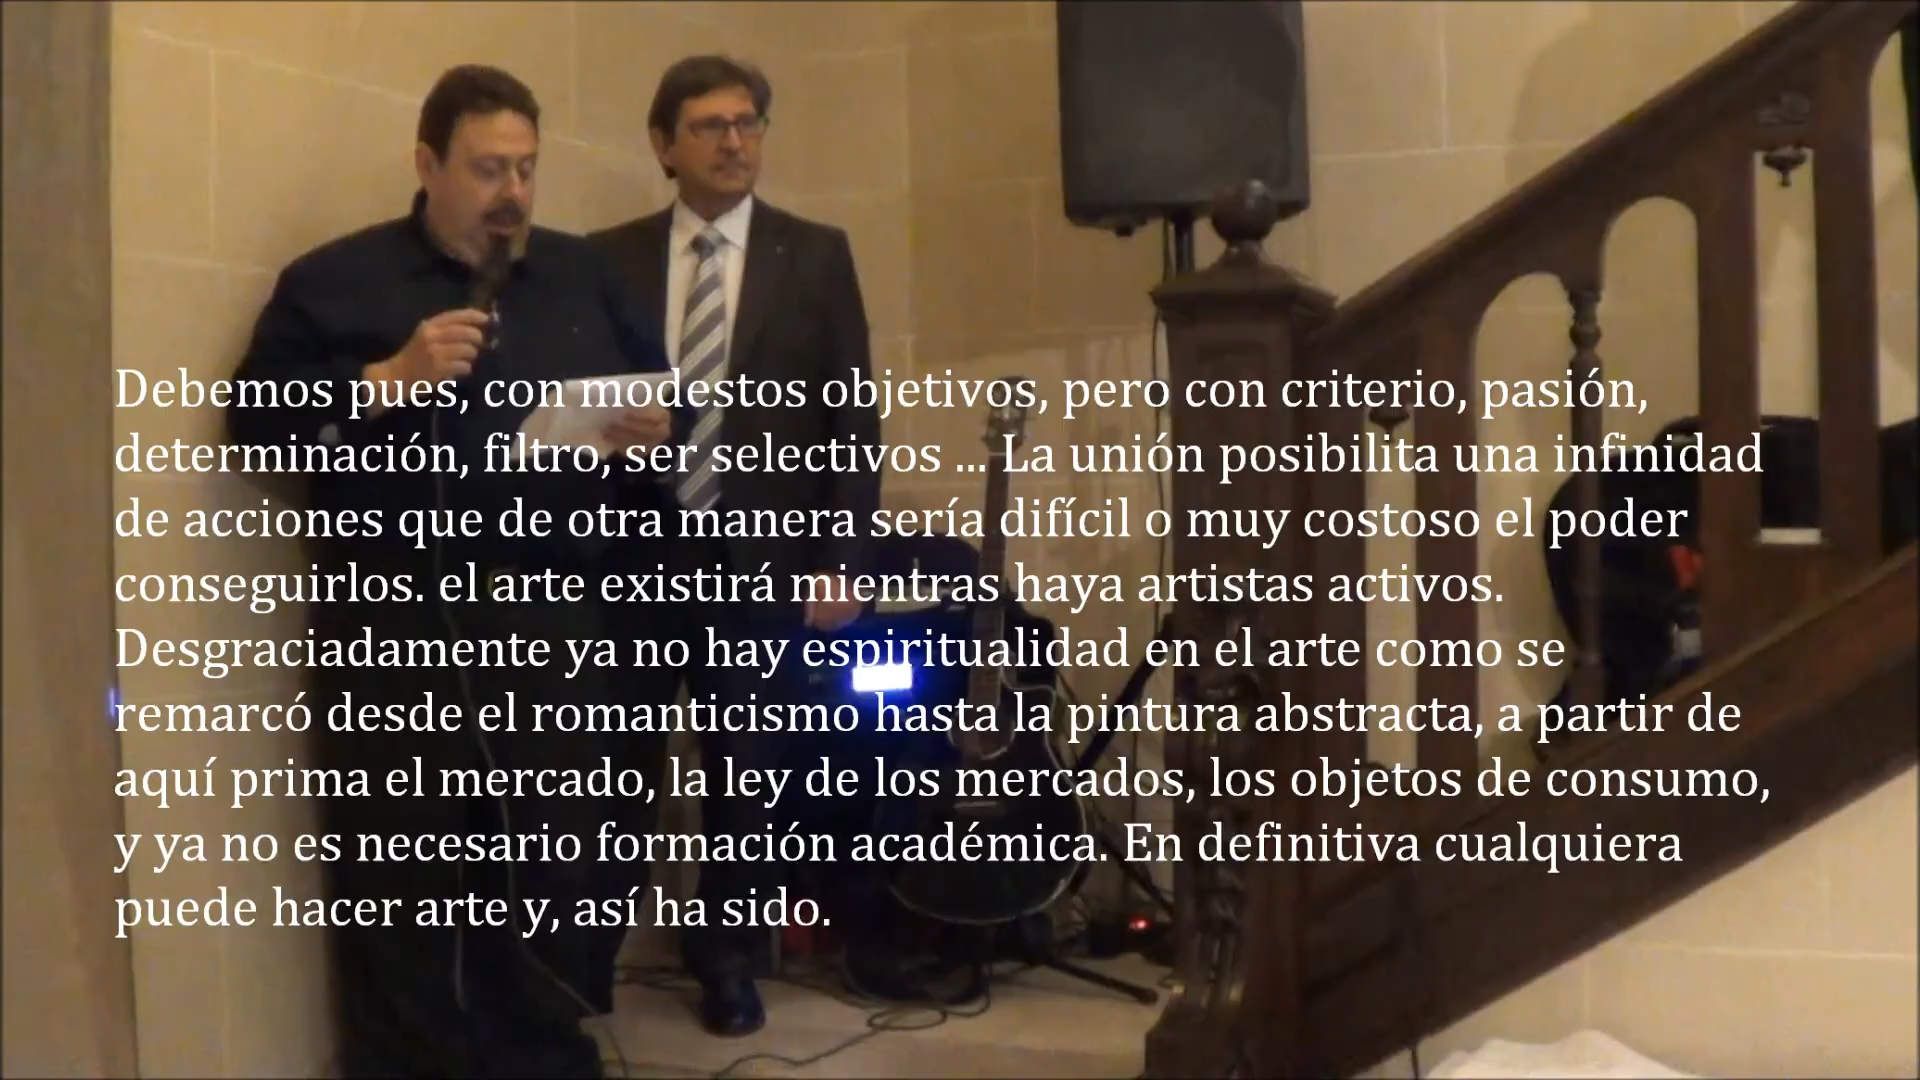 Debemos pues, con modestos objetivos, pero con criterio, pasión,
determinación, filtro, ser selectivos ... La unión posibilita una infinidad
de acciones que de otra manera sería difícil o muy costoso el poder
conseguirlos. el arte existirá mientras haya artistas activos.
Desgraciadamente ya no hay espiritualidad en el arte como se
remarcó desde el romanticismo hasta la pintura abstracta, a partir de
aquí prima el mercado, la ley de los mercados, los objetos de consumo,
y ya no es necesario formación académica. En definitiva cualquiera
puede hacer arte y, así ha sido.